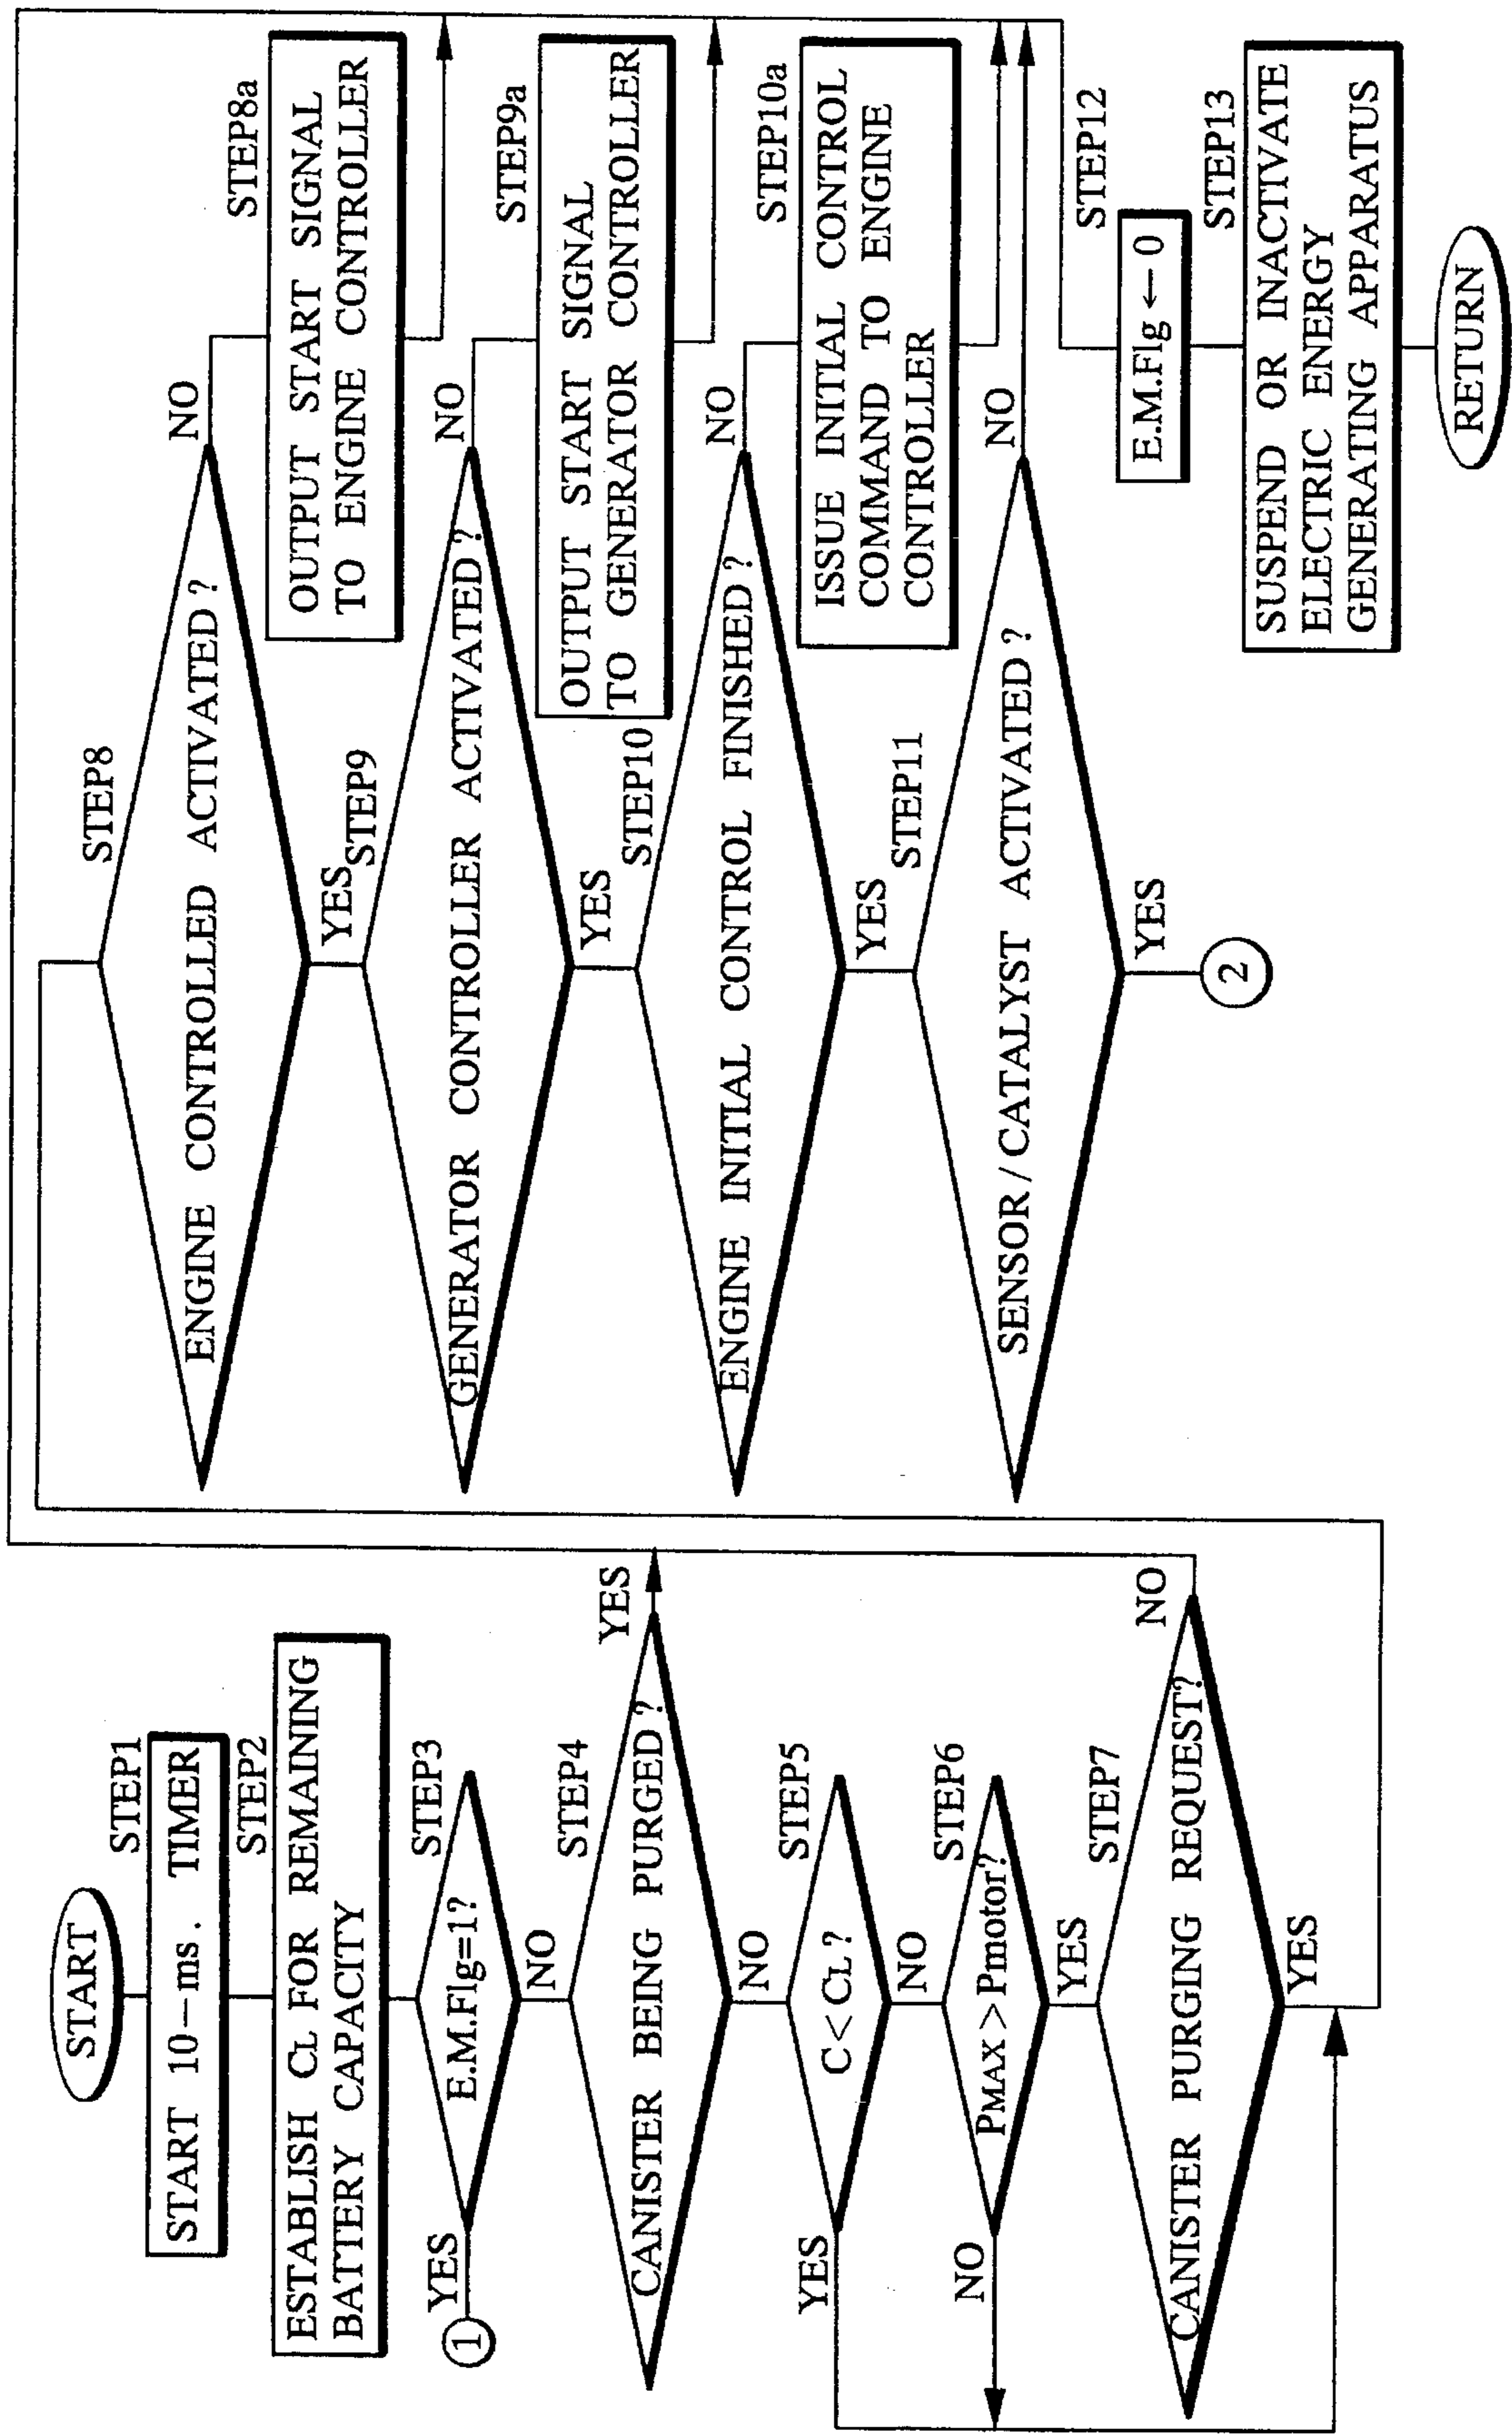 START
STEP1
START 10-ms. TIMER
STEP2
ESTABLISH CL FOR REMAINING
BATTERY CAPACITY
STEP3
E.M.Flg=1?
YES
1
NO
STEP4
CANISTER BEING PURGED?
YES
NO
STEP5
C<CL?
YES
NO
STEP6
PMAX>Pmotor?
NO
YES
STEP7
CANISTER PURGING REQUEST?
NO
YES
STEP8
ENGINE CONTROLLED ACTIVATED?
NO
STEP8a
OUTPUT START SIGNAL
TO ENGINE CONTROLLER
YES
STEP9
GENERATOR CONTROLLER ACTIVATED?
NO
STEP9a
OUTPUT START SIGNAL
TO GENERATOR CONTROLLER
YES
STEP10
ENGINE INITIAL CONTROL FINISHED?
NO
STEP10a
ISSUE INITIAL CONTROL
COMMAND TO ENGINE
CONTROLLER
YES
STEP11
SENSOR/CATALYST ACTIVATED?
NO
YES
2
STEP12
E.M.Flg←0
STEP13
SUSPEND OR INACTIVATE
ELECTRIC ENERGY
GENERATING APPARATUS
RETURN